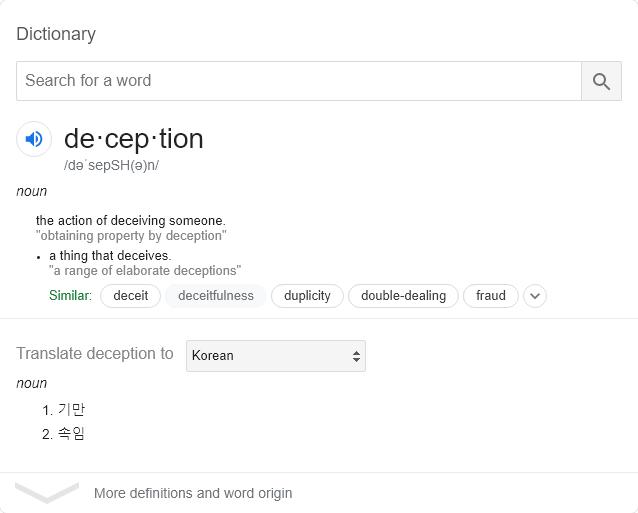 Dictionary
Search for a word
de·cep·tion
/dəˈsepSH(ə)n/
noun
the action of deceiving someone.
"obtaining property by deception"
• a thing that deceives.
"a range of elaborate deceptions"
Similar: deceit deceitfulness duplicity double-dealing fraud
Translate deception to Korean
noun
1. 기만
2. 속임
More definitions and word origin